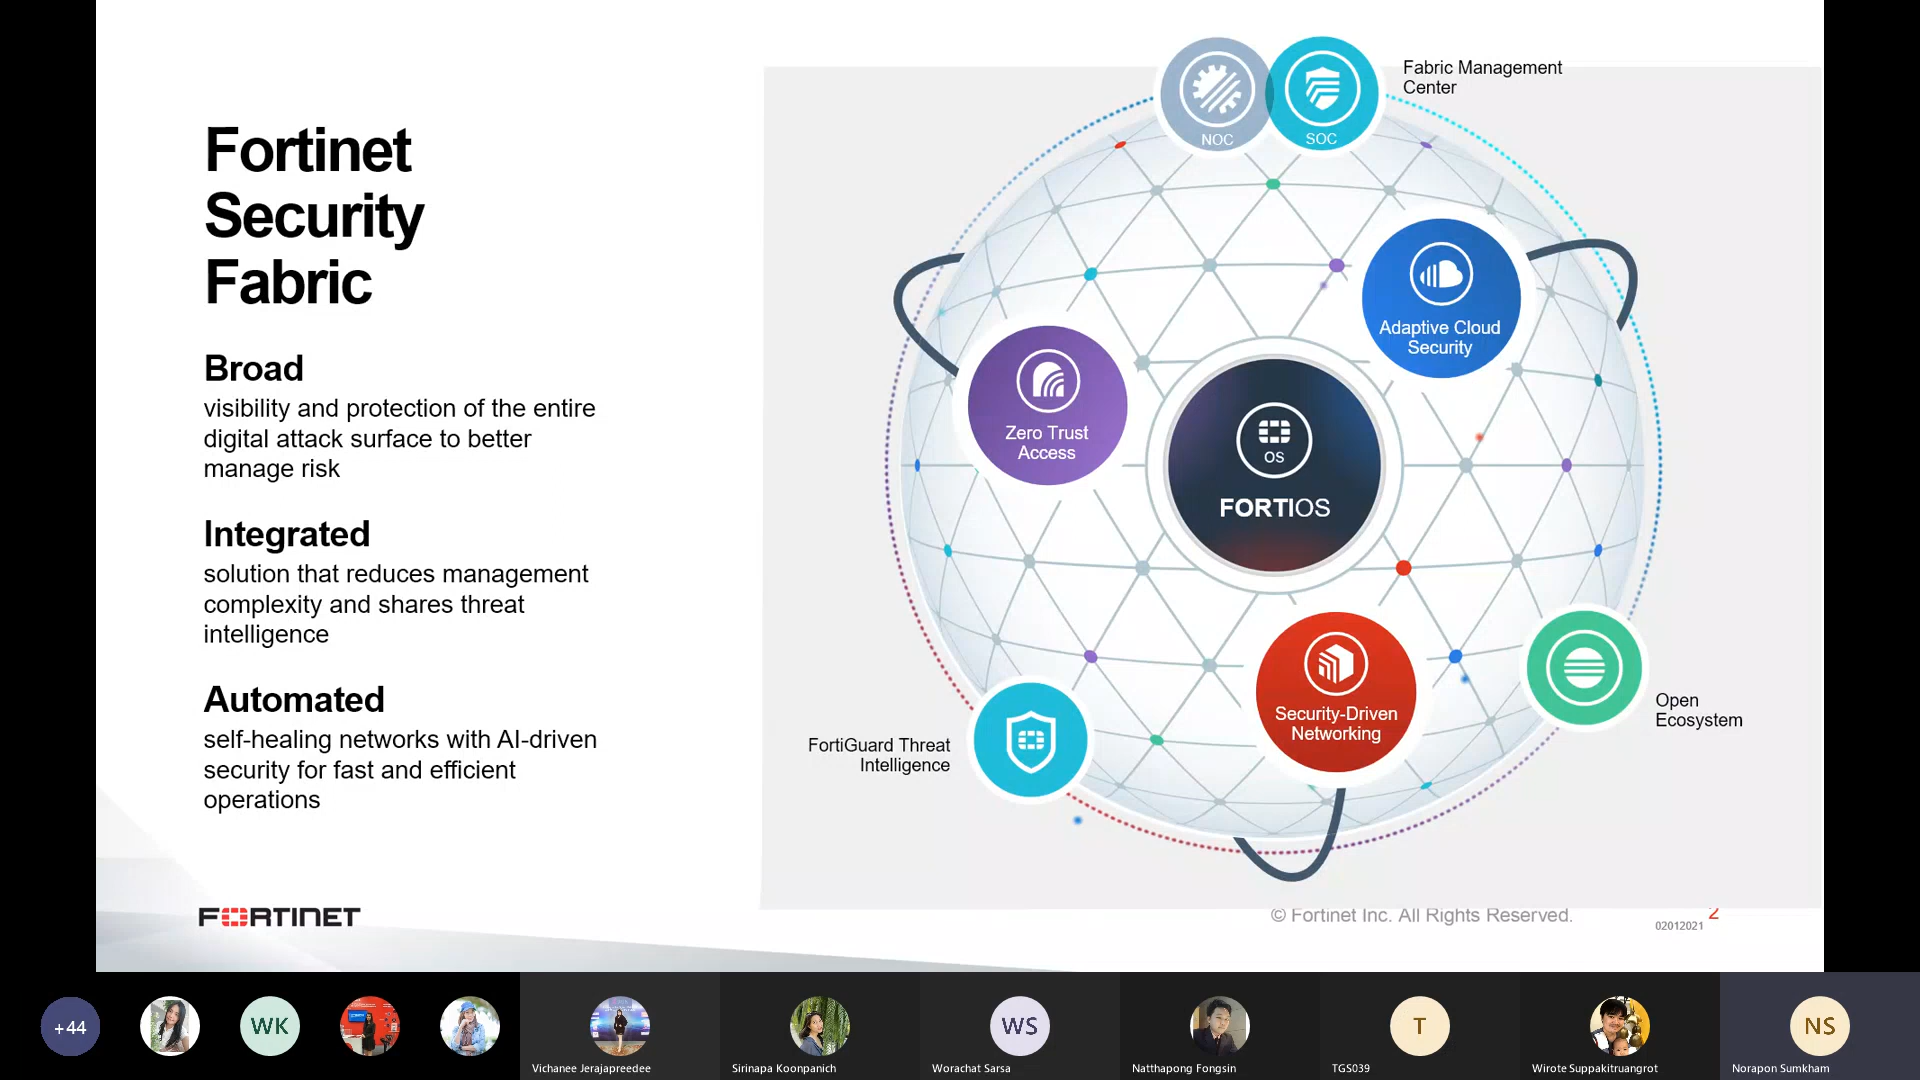 Fortinet
Security
Fabric
Broad
visibility and protection of the entire
digital attack surface to better
manage risk
Integrated
solution that reduces management
complexity and shares threat
intelligence
Automated
self-healing networks with AI-driven
security for fast and efficient
operations
FORTINET
NOC
SOC
Fabric Management
Center
Adaptive Cloud
Security
Zero Trust
Access
OS
FORTIOS
Security-Driven
Networking
Open
Ecosystem
FortiGuard Threat
Intelligence
© Fortinet Inc. All Rights Reserved.
2
02012021
+44
WK
Vichanee Jerajapreedee
Sirinapa Koonpanich
WS
Worachat Sarsa
Natthapong Fongsin
T
TGS039
Wirote Suppakitruangrot
NS
Norapon Sumkham